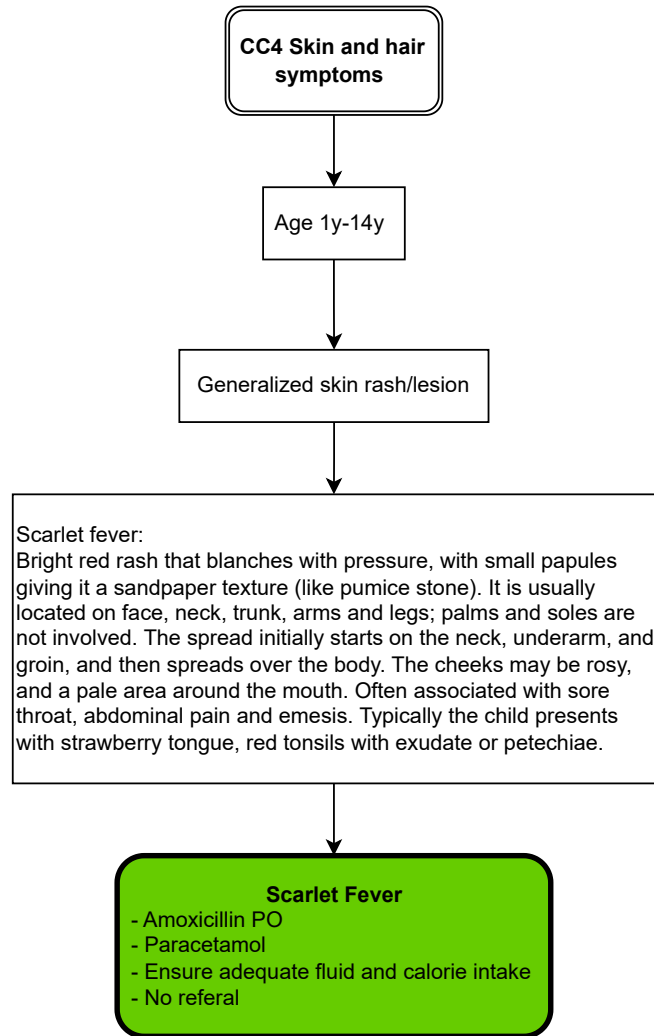 CC4 Skin and hair
symptoms
Age 1y-14y
Generalized skin rash/lesion
Scarlet fever:
Bright red rash that blanches with pressure, with small papules
giving it a sandpaper texture (like pumice stone). It is usually
located on face, neck, trunk, arms and legs; palms and soles are
not involved. The spread initially starts on the neck, underarm, and
groin, and then spreads over the body. The cheeks may be rosy,
and a pale area around the mouth. Often associated with sore
throat, abdominal pain and emesis. Typically the child presents
with strawberry tongue, red tonsils with exudate or petechiae.
Scarlet Fever
- Amoxicillin PO
- Paracetamol
- Ensure adequate fluid and calorie intake
- No referal